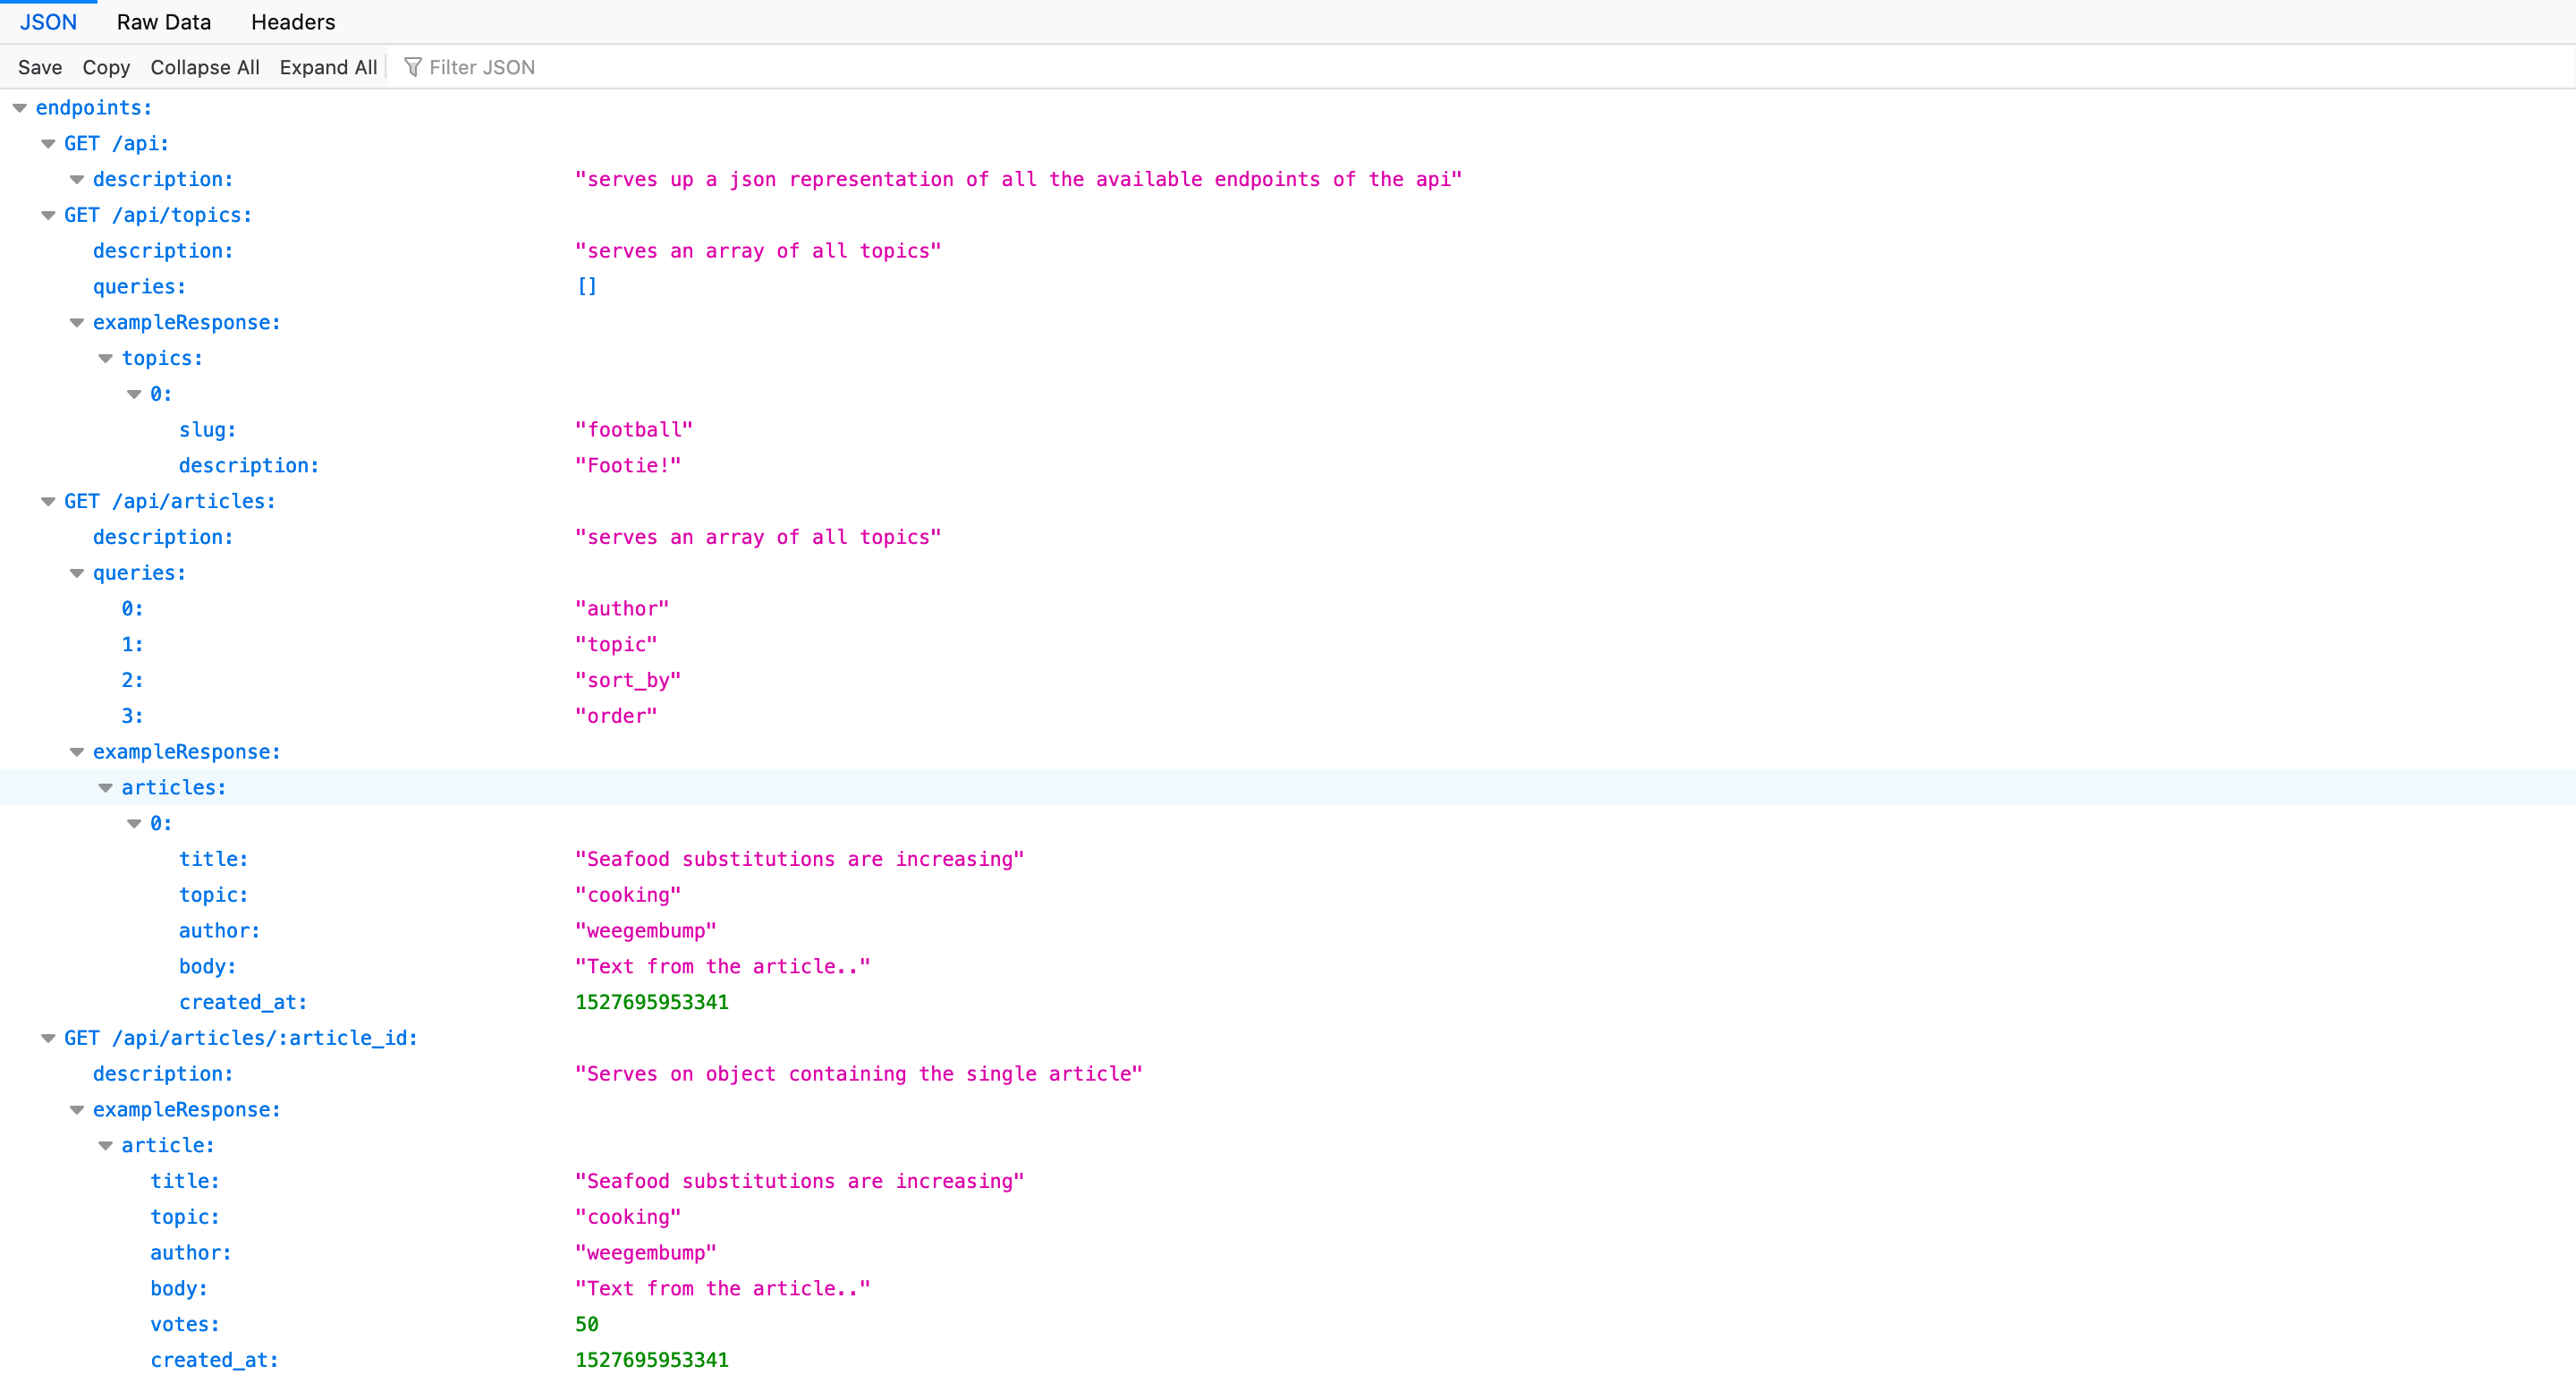 JSON Raw Data Headers
Save Copy Collapse All Expand All Filter JSON
endpoints:
GET /api:
description: "serves up a json representation of all the available endpoints of the api"
GET /api/topics:
description: "serves an array of all topics"
queries: []
exampleResponse:
topics:
0:
slug: "football"
description: "Footie!"
GET /api/articles:
description: "serves an array of all topics"
queries:
0: "author"
1: "topic"
2: "sort_by"
3: "order"
exampleResponse:
articles:
0:
title: "Seafood substitutions are increasing"
topic: "cooking"
author: "weegembump"
body: "Text from the article.."
created_at: 1527695953341
GET /api/articles/:article_id:
description: "Serves on object containing the single article"
exampleResponse:
article:
title: "Seafood substitutions are increasing"
topic: "cooking"
author: "weegembump"
body: "Text from the article.."
votes: 50
created_at: 1527695953341